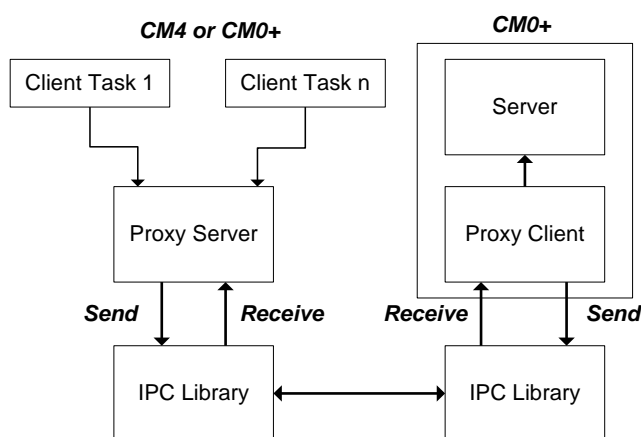 CM4 or CM0+
CM0+
Client Task 1
Client Task n
Server
Proxy Server
Proxy Client
Send
Receive
Receive
Send
IPC Library
IPC Library